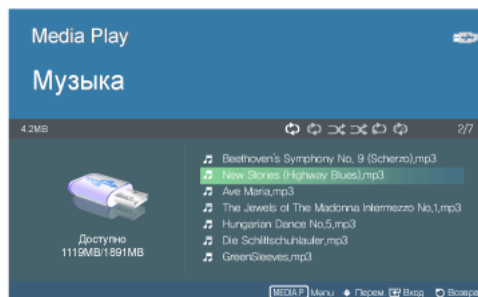 Media Play
Музыка
4.2MB
2/7
Beethoven's Symphony No. 9 (Scherzo).mp3
New Stories (Highway Blues).mp3
Ave Maria.mp3
The Jewels of The Madonna Intermezzo No.1.mp3
Hungarian Dance No.5.mp3
Die Schlittschuhlaufer.mp3
GreenSleeves.mp3
Доступно
1119MB/1891MB
MEDIA.P Menu Перем. Вход Возвра